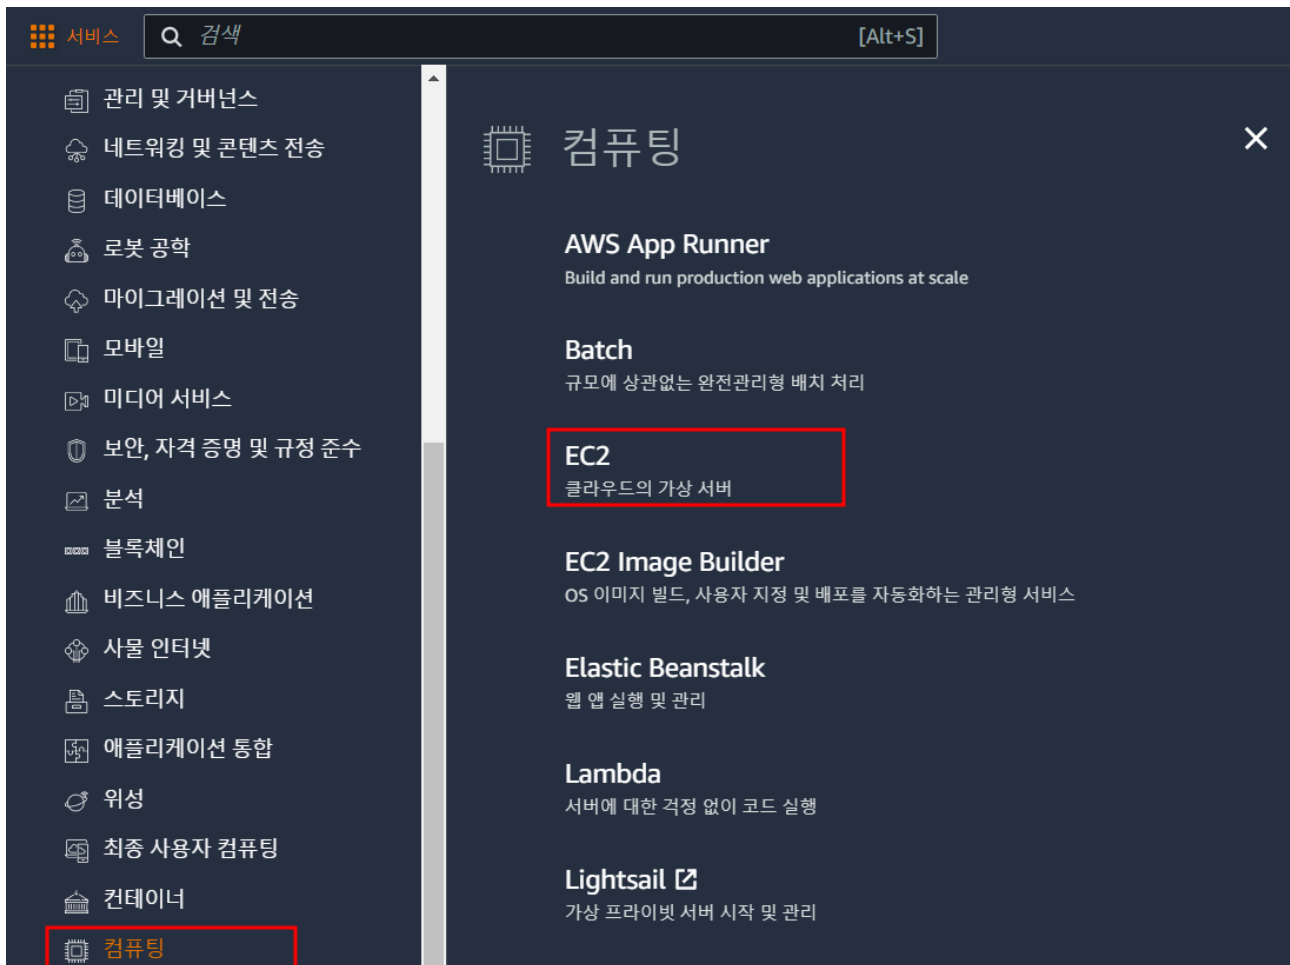 서비스
검색 [Alt+S]
관리 및 거버넌스
네트워킹 및 콘텐츠 전송
데이터베이스
로봇 공학
마이그레이션 및 전송
모바일
미디어 서비스
보안, 자격 증명 및 규정 준수
분석
블록체인
비즈니스 애플리케이션
사물 인터넷
스토리지
애플리케이션 통합
위성
최종 사용자 컴퓨팅
컨테이너
컴퓨팅
컴퓨팅
AWS App Runner
Build and run production web applications at scale
Batch
규모에 상관없는 완전관리형 배치 처리
EC2
클라우드의 가상 서버
EC2 Image Builder
OS 이미지 빌드, 사용자 지정 및 배포를 자동화하는 관리형 서비스
Elastic Beanstalk
웹 앱 실행 및 관리
Lambda
서버에 대한 걱정 없이 코드 실행
Lightsail
가상 프라이빗 서버 시작 및 관리